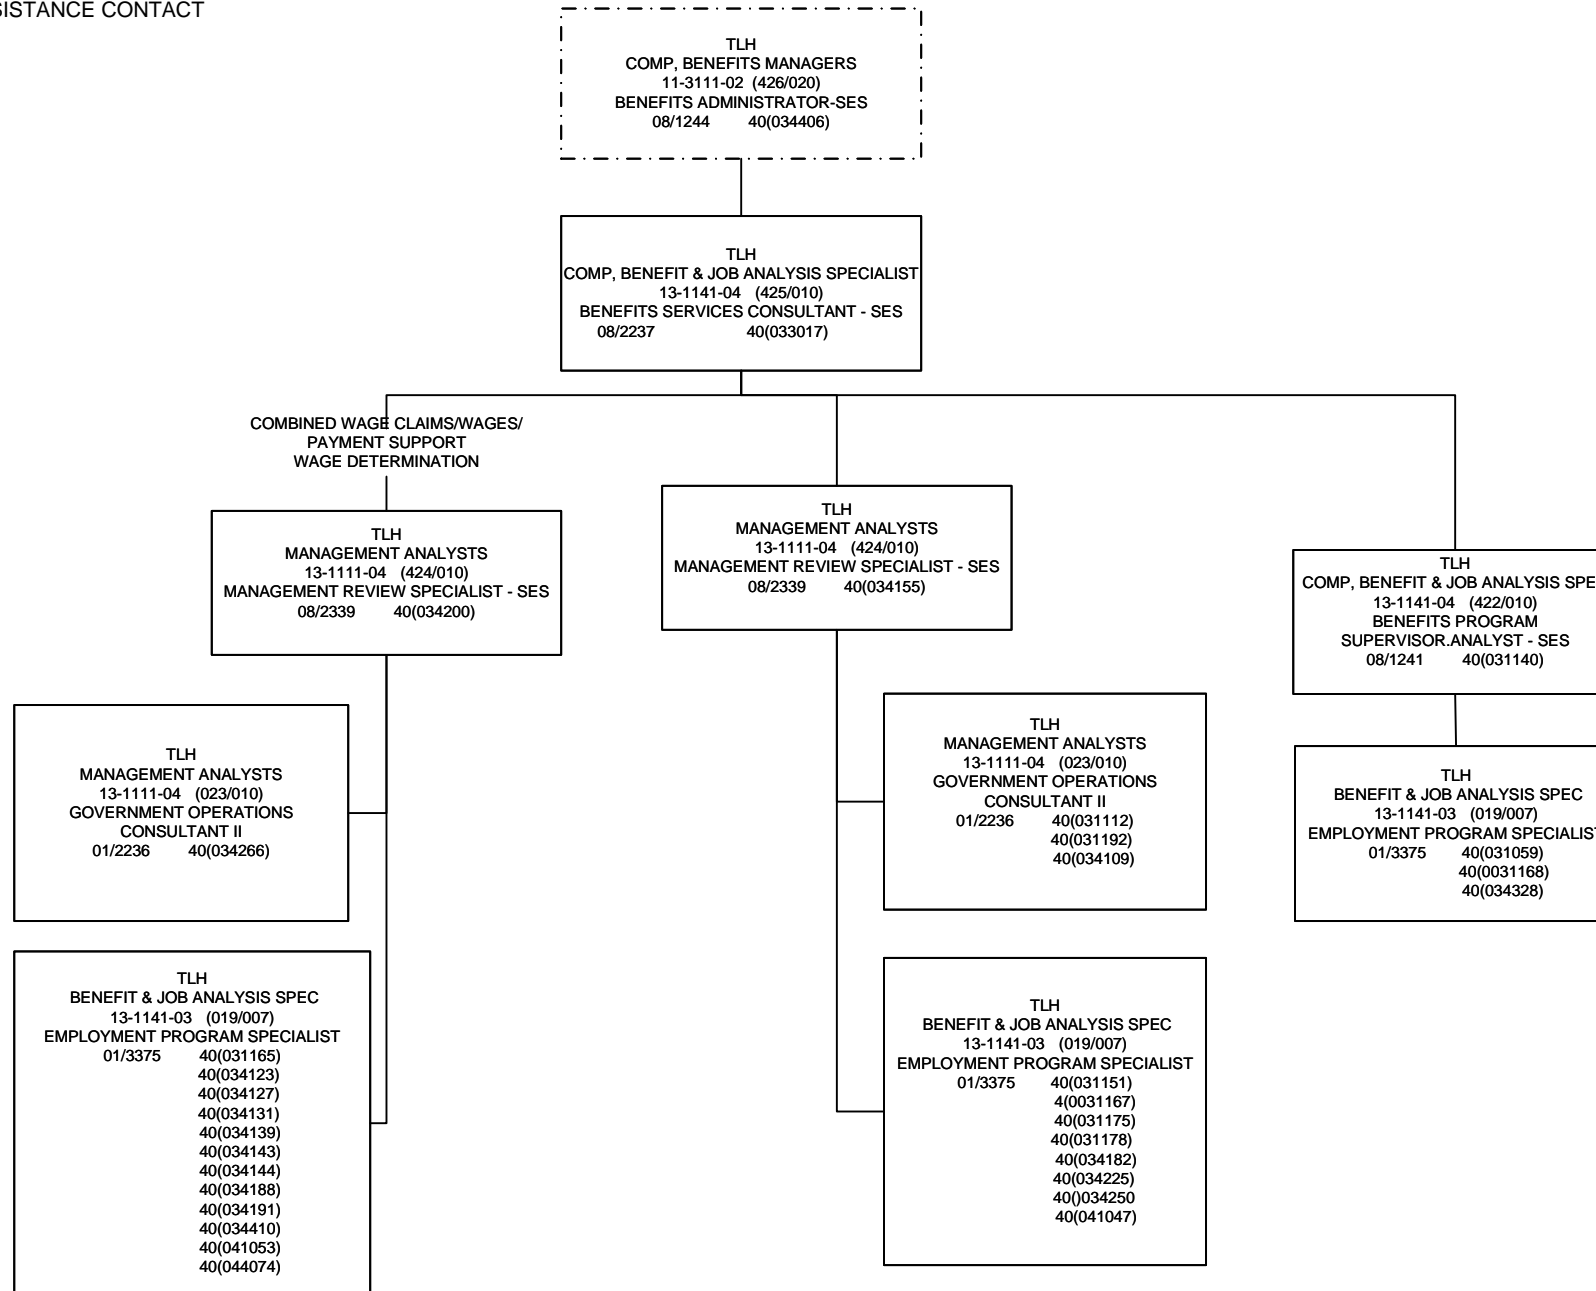 SISTANCE CONTACT
TLH
COMP, BENEFITS MANAGERS
11-3111-02 (426/020)
BENEFITS ADMINISTRATOR-SES
08/1244 40(034406)
TLH
COMP, BENEFIT & JOB ANALYSIS SPECIALIST
13-1141-04 (425/010)
BENEFITS SERVICES CONSULTANT - SES
08/2237 40(033017)
COMBINED WAGE CLAIMS/WAGES/
PAYMENT SUPPORT
WAGE DETERMINATION
TLH
MANAGEMENT ANALYSTS
13-1111-04 (424/010)
MANAGEMENT REVIEW SPECIALIST - SES
08/2339 40(034200)
TLH
MANAGEMENT ANALYSTS
13-1111-04 (424/010)
MANAGEMENT REVIEW SPECIALIST - SES
08/2339 40(034155)
TLH
COMP, BENEFIT & JOB ANALYSIS SPE
13-1141-04 (422/010)
BENEFITS PROGRAM
SUPERVISOR.ANALYST - SES
08/1241 40(031140)
TLH
MANAGEMENT ANALYSTS
13-1111-04 (023/010)
GOVERNMENT OPERATIONS
CONSULTANT II
01/2236 40(034266)
TLH
MANAGEMENT ANALYSTS
13-1111-04 (023/010)
GOVERNMENT OPERATIONS
CONSULTANT II
01/2236 40(031112)
40(031192)
40(034109)
TLH
BENEFIT & JOB ANALYSIS SPEC
13-1141-03 (019/007)
EMPLOYMENT PROGRAM SPECIALIST
01/3375 40(031059)
40(0031168)
40(034328)
TLH
BENEFIT & JOB ANALYSIS SPEC
13-1141-03 (019/007)
EMPLOYMENT PROGRAM SPECIALIST
01/3375 40(031165)
40(034123)
40(034127)
40(034131)
40(034139)
40(034143)
40(034144)
40(034188)
40(034191)
40(034410)
40(041053)
40(044074)
TLH
BENEFIT & JOB ANALYSIS SPEC
13-1141-03 (019/007)
EMPLOYMENT PROGRAM SPECIALIST
01/3375 40(031151)
4(0031167)
40(031175)
40(031178)
40(034182)
40(034225)
40()034250
40(041047)